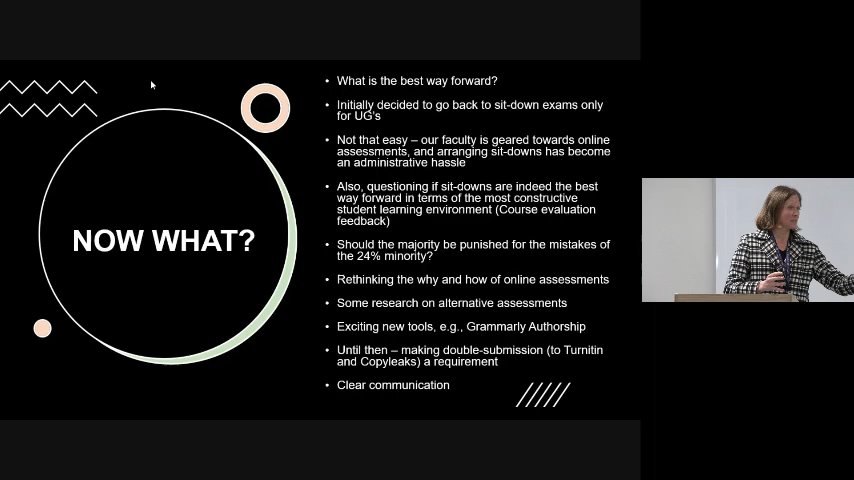 NOW WHAT?
• What is the best way forward?
• Initially decided to go back to sit-down exams only
for UG's
• Not that easy – our faculty is geared towards online
assessments, and arranging sit-downs has become
an administrative hassle
• Also, questioning if sit-downs are indeed the best
way forward in terms of the most constructive
student learning environment (Course evaluation
feedback)
• Should the majority be punished for the mistakes of
the 24% minority?
• Rethinking the why and how of online assessments
• Some research on alternative assessments
• Exciting new tools, e.g., Grammarly Authorship
• Until then – making double-submission (to Turnitin
and Copyleaks) a requirement
• Clear communication